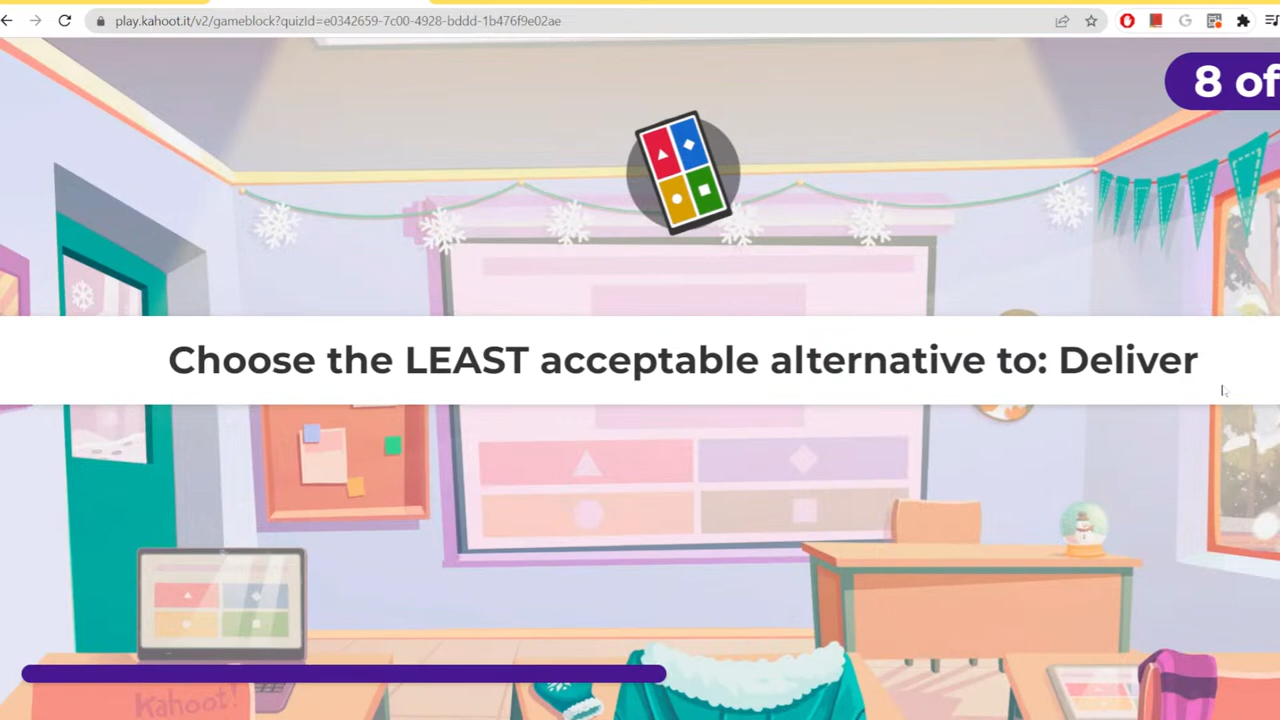 play.kahoot.it/v2/gameblock?quizId=e0342659-7c00-4928-bddd-1b476f9e02ae
8 of
Choose the LEAST acceptable alternative to: Deliver
Kahoot!